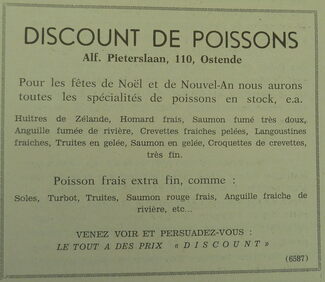 DISCOUNT DE POISSONS
Alf. Pieterslaan, 110, Ostende
Pour les fêtes de Noël et de Nouvel-An nous aurons
toutes les spécialités de poissons en stock, e.a.
Huîtres de Zélande, Homard frais, Saumon fumé très doux,
Anguille fumée de rivière, Crevettes fraiches pelées, Langoustines
fraiches, Truites en gelée, Saumon en gelée, Croquettes de crevettes,
très fin.
Poisson frais extra fin, comme :
Soles, Turbot, Truites, Saumon rouge frais, Anguille fraiche de
rivière, etc...
VENEZ VOIR ET PERSUADEZ-VOUS :
LE TOUT A DES PRIX « DISCOUNT »
(6587)